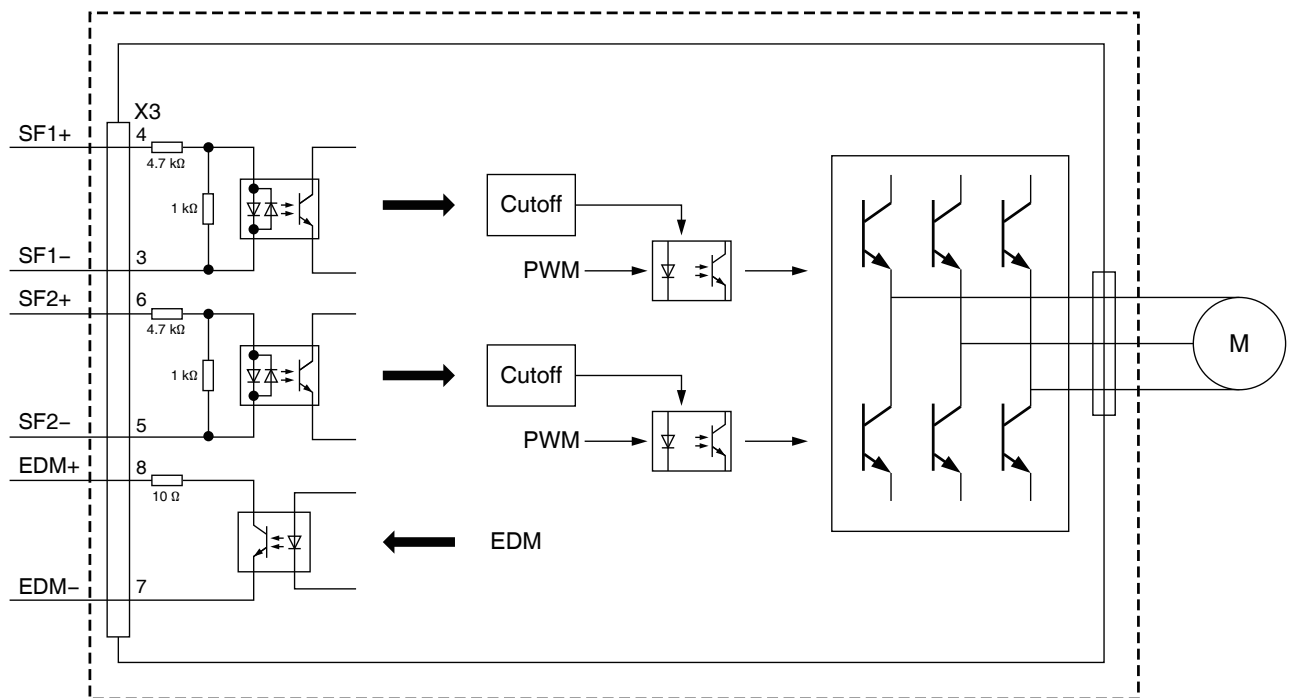 X3
SF1+
4
4.7 kΩ
1 kΩ
SF1−
3
SF2+
6
4.7 kΩ
1 kΩ
SF2−
5
EDM+
8
10 Ω
EDM−
7
Cutoff
PWM
Cutoff
PWM
EDM
M